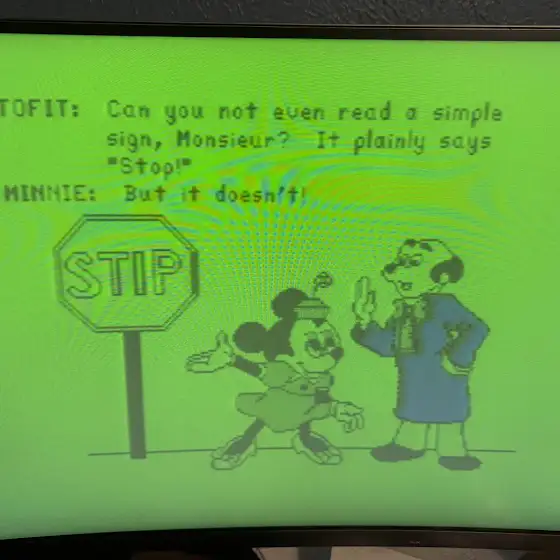 TOFIT: Can you not even read a simple
sign, Monsieur? It plainly says
"Stop!"
MINNIE: But it doesn't!
STIP